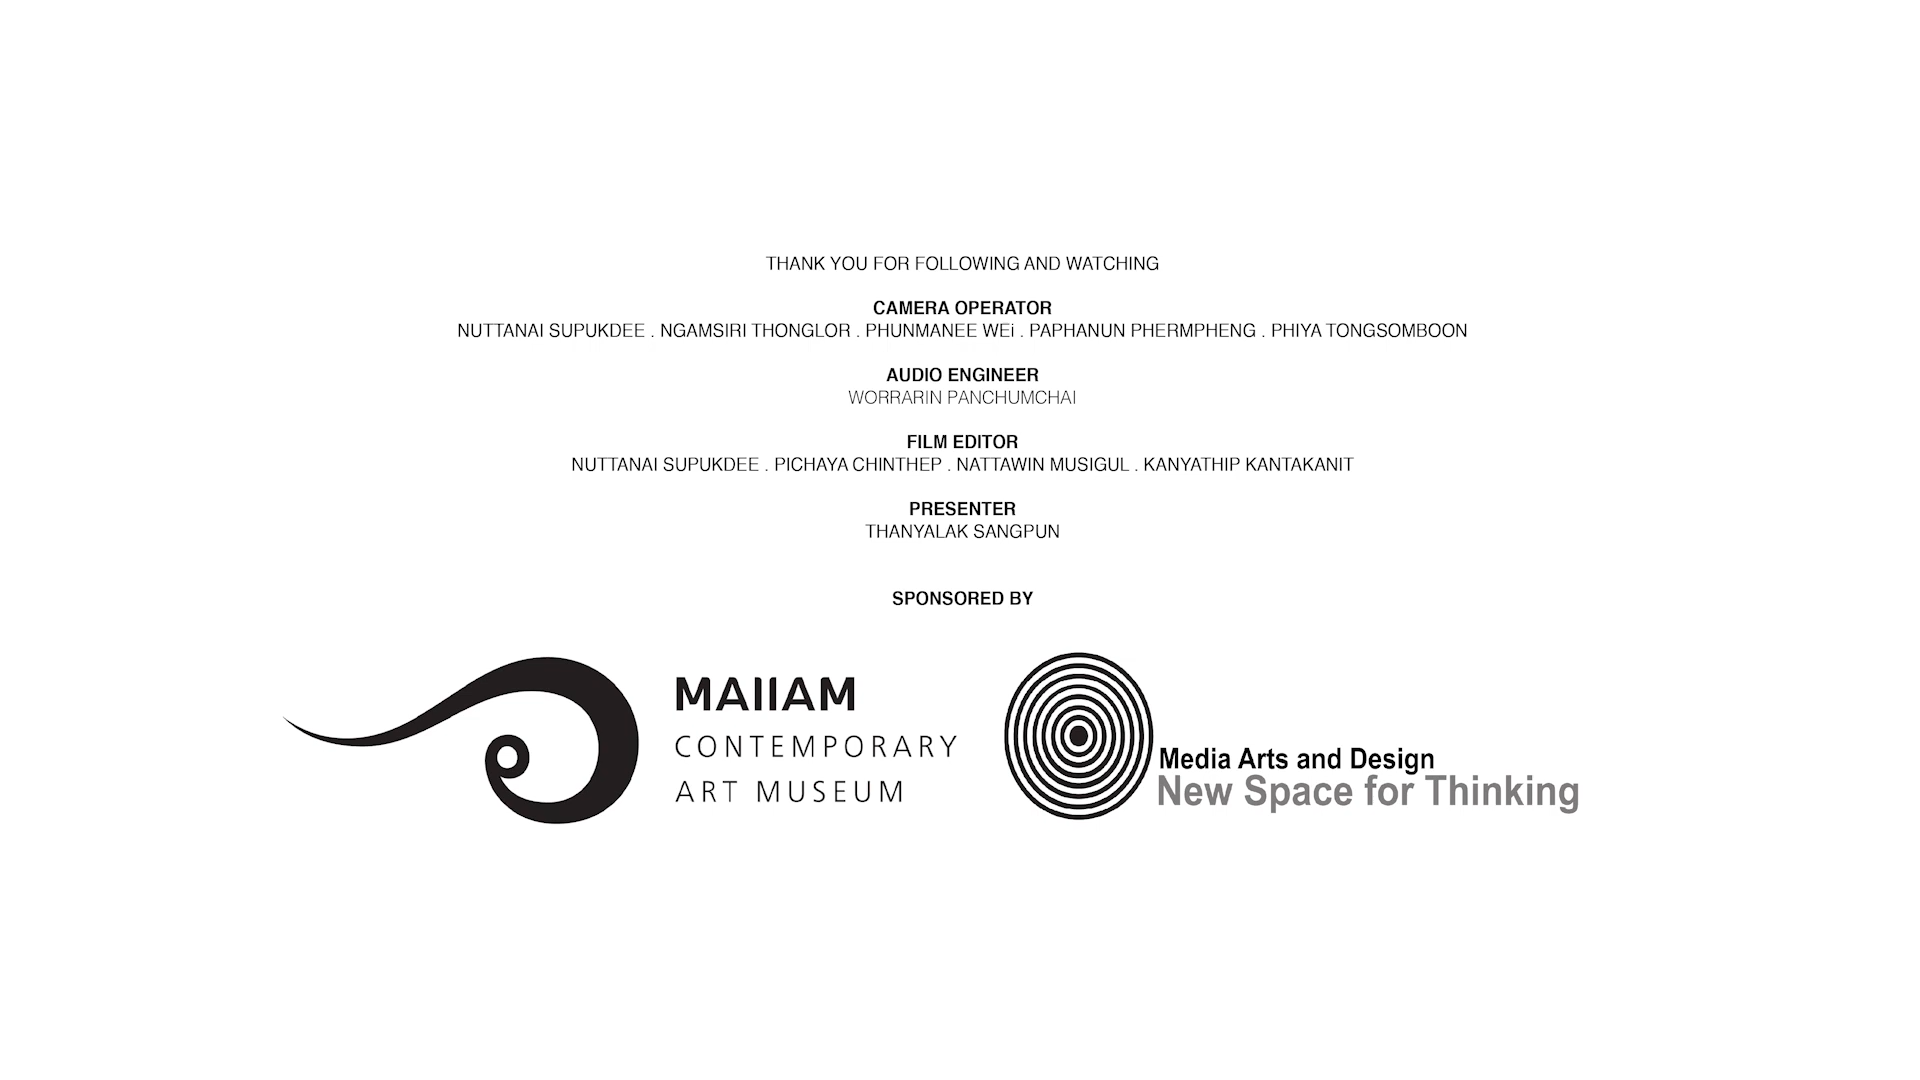 THANK YOU FOR FOLLOWING AND WATCHING
CAMERA OPERATOR
NUTTANAI SUPUKDEE . NGAMSIRI THONGLOR . PHUNMANEE WEi . PAPHANUN PHERMPHENG . PHIYA TONGSOMBOON
AUDIO ENGINEER
WORRARIN PANCHUMCHAI
FILM EDITOR
NUTTANAI SUPUKDEE . PICHAYA CHINTHEP . NATTAWIN MUSIGUL . KANYATHIP KANTAKANIT
PRESENTER
THANYALAK SANGPUN
SPONSORED BY
MAIIAM
CONTEMPORARY
ART MUSEUM
Media Arts and Design
New Space for Thinking